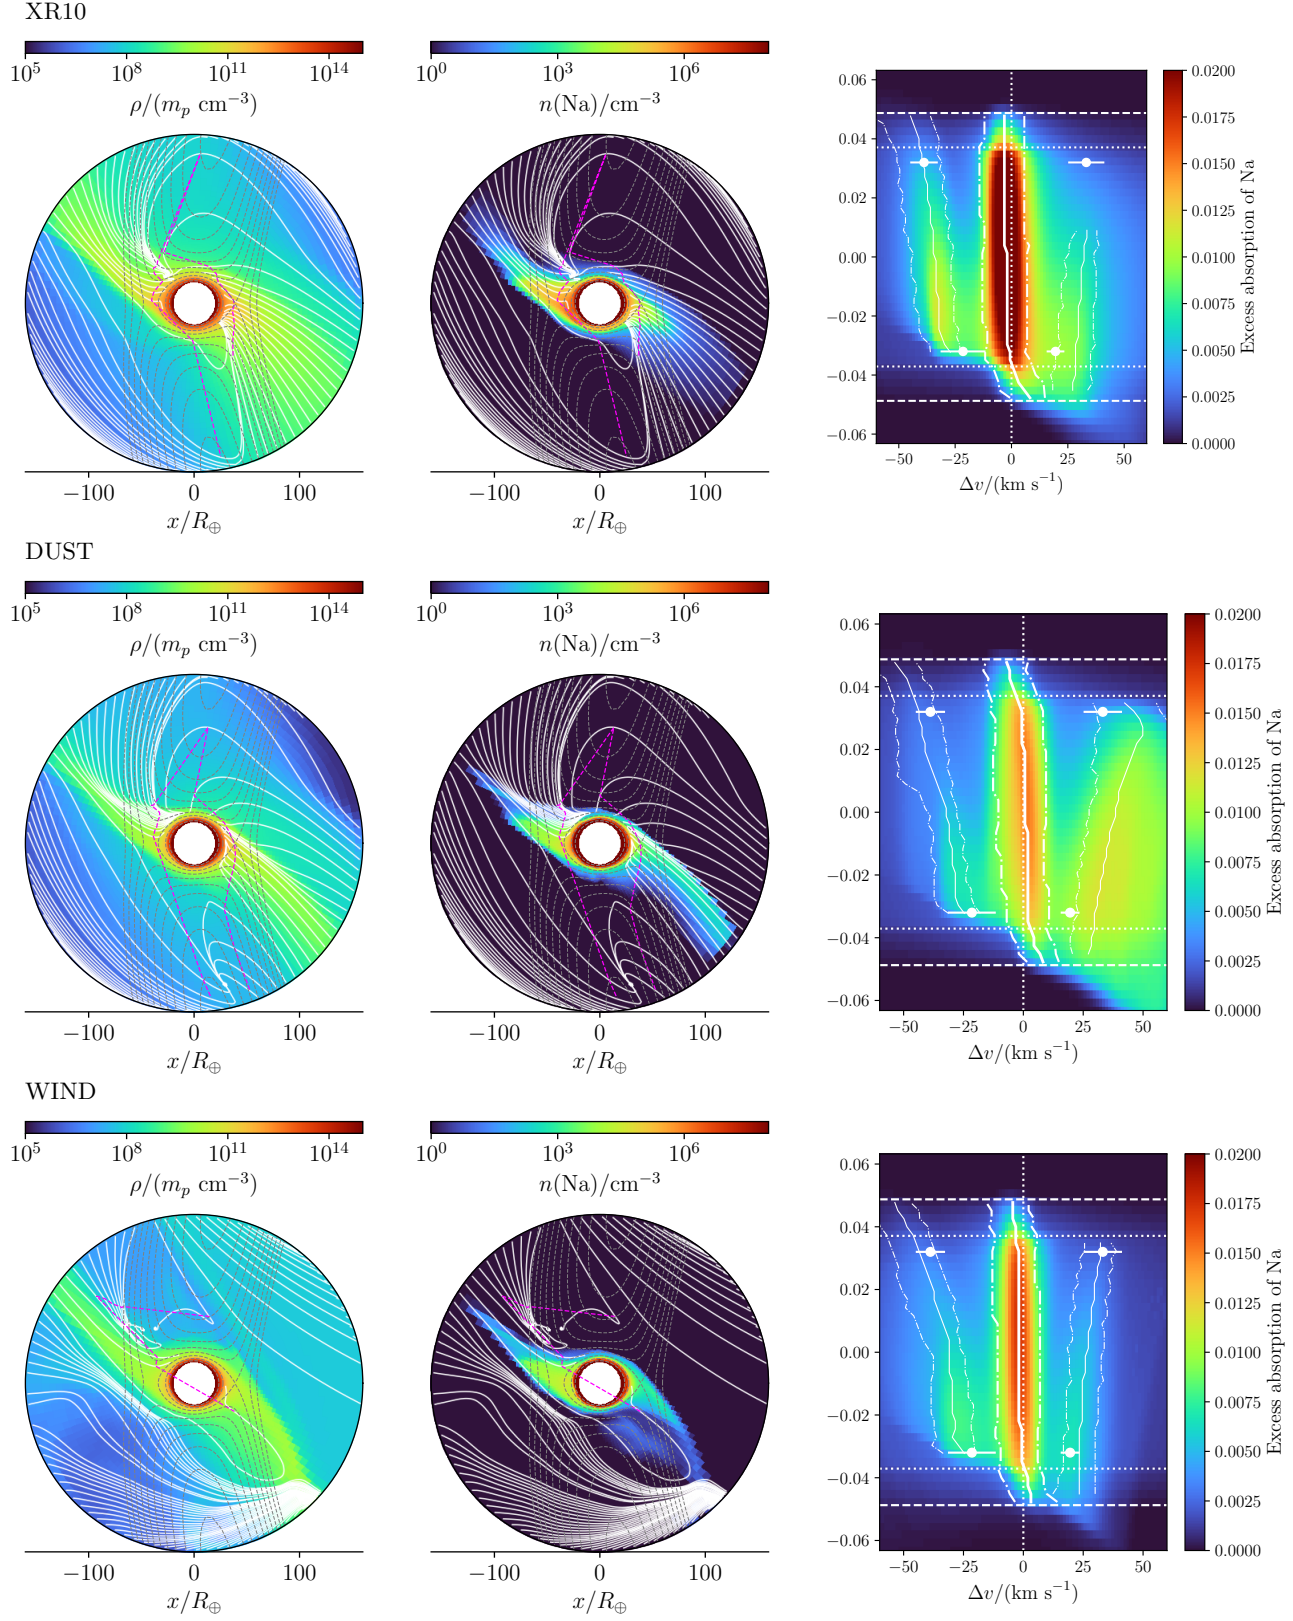 XR10
10^5 10^8 10^11 10^14
ρ/(m_p cm^−3)
10^0 10^3 10^6
n(Na)/cm^−3
−100 0 100
x/R_⊕
−100 0 100
x/R_⊕
0.06
0.04
0.02
0.00
−0.02
−0.04
−0.06
−50 −25 0 25 50
Δv/(km s^−1)
0.0200
0.0175
0.0150
0.0125
0.0100
0.0075
0.0050
0.0025
0.0000
Excess absorption of Na
DUST
10^5 10^8 10^11 10^14
ρ/(m_p cm^−3)
10^0 10^3 10^6
n(Na)/cm^−3
−100 0 100
x/R_⊕
−100 0 100
x/R_⊕
0.06
0.04
0.02
0.00
−0.02
−0.04
−0.06
−50 −25 0 25 50
Δv/(km s^−1)
0.0200
0.0175
0.0150
0.0125
0.0100
0.0075
0.0050
0.0025
0.0000
Excess absorption of Na
WIND
10^5 10^8 10^11 10^14
ρ/(m_p cm^−3)
10^0 10^3 10^6
n(Na)/cm^−3
−100 0 100
x/R_⊕
−100 0 100
x/R_⊕
0.06
0.04
0.02
0.00
−0.02
−0.04
−0.06
−50 −25 0 25 50
Δv/(km s^−1)
0.0200
0.0175
0.0150
0.0125
0.0100
0.0075
0.0050
0.0025
0.0000
Excess absorption of Na